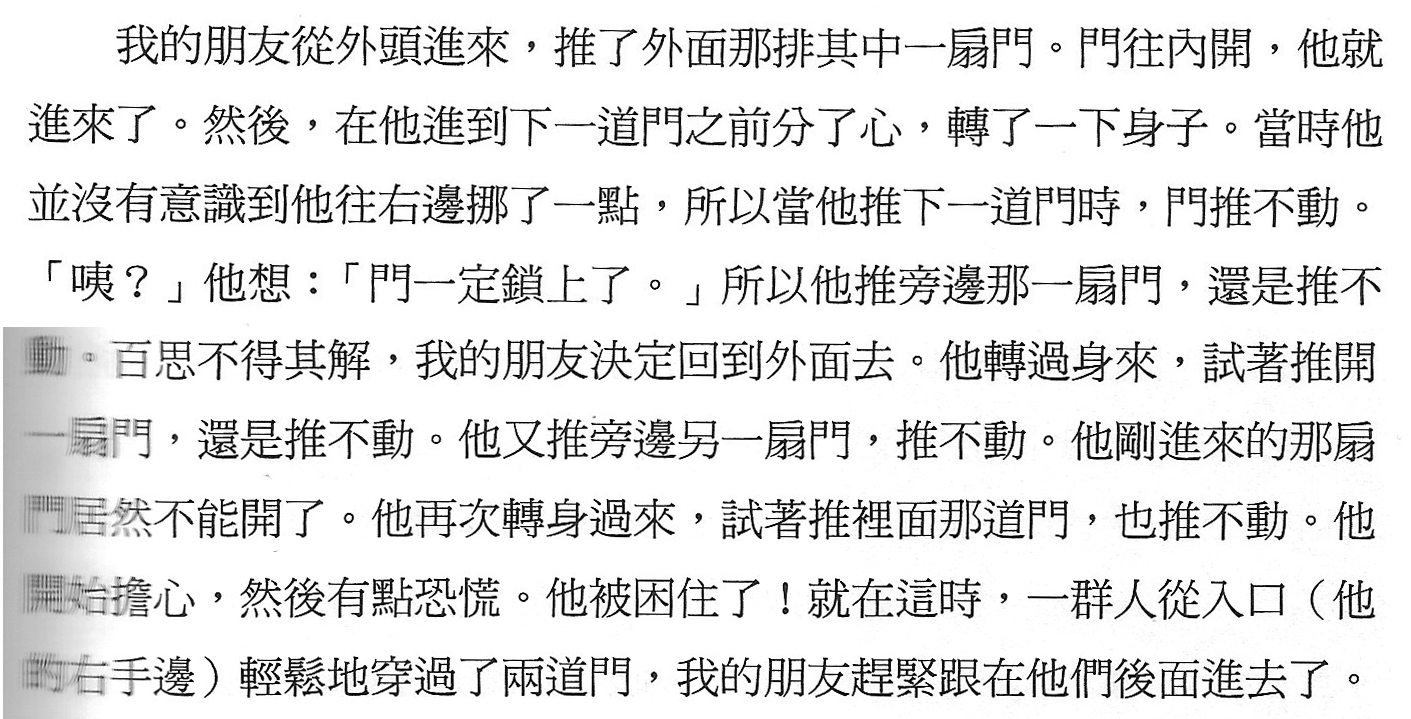 我的朋友從外頭進來，推了外面那排其中一扇門。門往內開，他就
進來了。然後，在他進到下一道門之前分了心，轉了一下身子。當時他
並沒有意識到他往右邊挪了一點，所以當他推下一道門時，門推不動。
「咦？」他想：「門一定鎖上了。」所以他推旁邊那一扇門，還是推不
動。百思不得其解，我的朋友決定回到外面去。他轉過身來，試著推開
一扇門，還是推不動。他又推旁邊另一扇門，推不動。他剛進來的那扇
門居然不能開了。他再次轉身過來，試著推裡面那道門，也推不動。他
開始擔心，然後有點恐慌。他被困住了！就在這時，一群人從入口（他
的右手邊）輕鬆地穿過了兩道門，我的朋友趕緊跟在他們後面進去了。